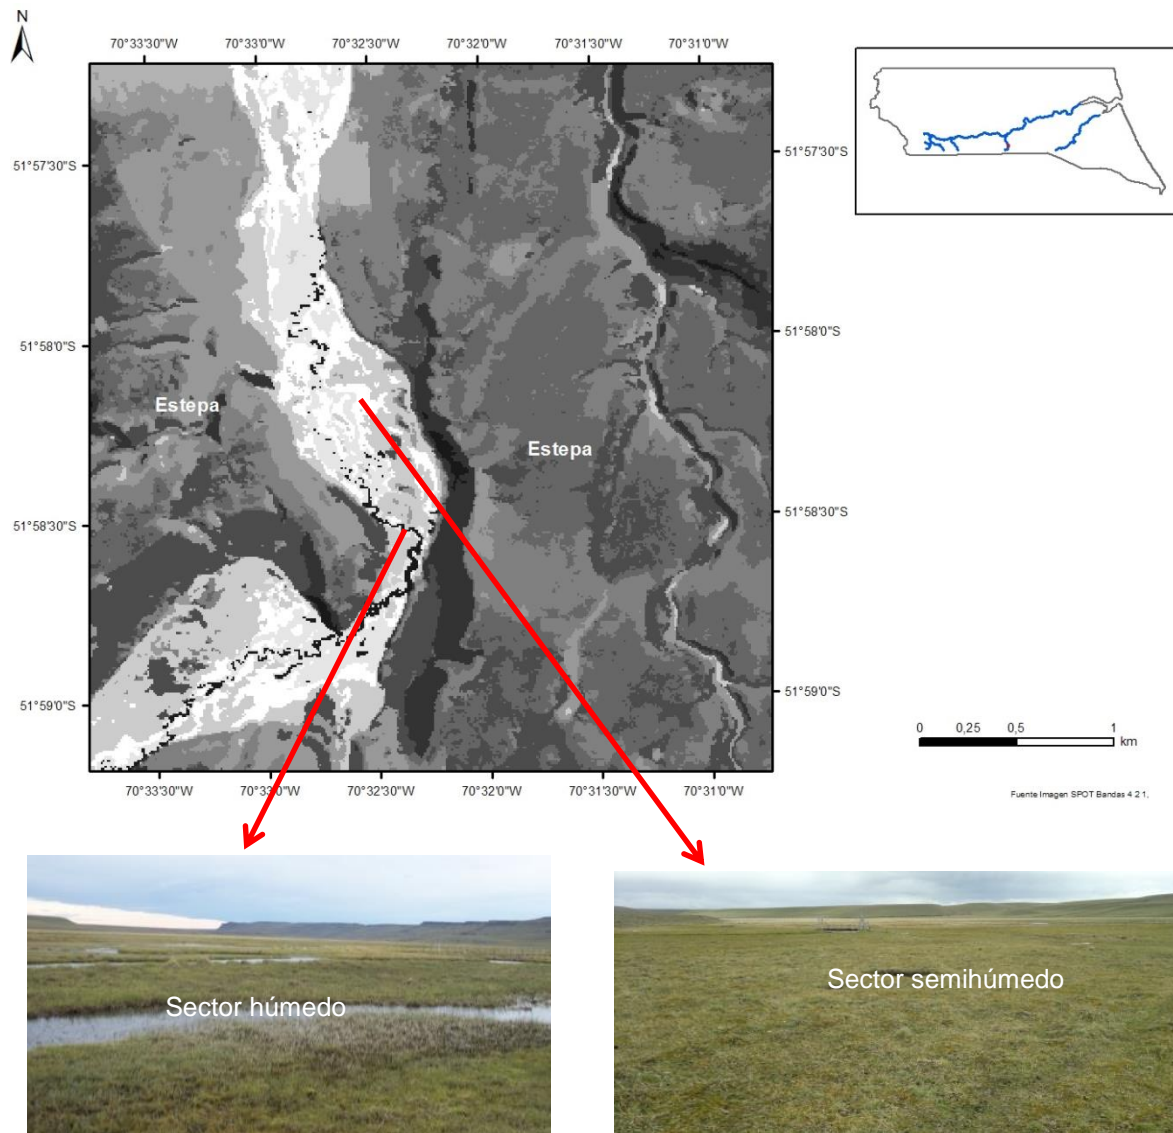 N
70°33'30"W 70°33'0"W 70°32'30"W 70°32'0"W 70°31'30"W 70°31'0"W
51°57'30"S 51°57'30"S
51°58'0"S 51°58'0"S
Estepa
Estepa
51°58'30"S 51°58'30"S
51°59'0"S 51°59'0"S
0 0,25 0,5 1
km
70°33'30"W 70°33'0"W 70°32'30"W 70°32'0"W 70°31'30"W 70°31'0"W
Fuente Imagen SPOT Bandas 4 2 1.
Sector húmedo
Sector semihúmedo